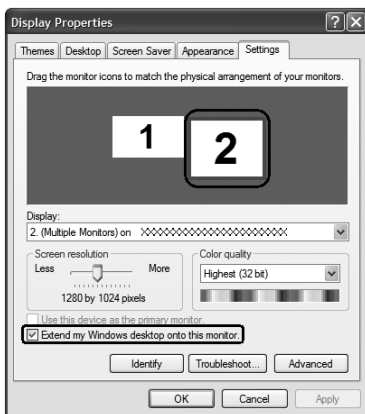 Display Properties
Themes Desktop Screen Saver Appearance Settings
Drag the monitor icons to match the physical arrangement of your monitors.
1 2
Display:
2. (Multiple Monitors) on XXXXXXXXXXXXXXXXXXXXXXXX
Screen resolution Color quality
Less More Highest (32 bit)
1280 by 1024 pixels
Use this device as the primary monitor.
Extend my Windows desktop onto this monitor.
Identify Troubleshoot... Advanced
OK Cancel Apply